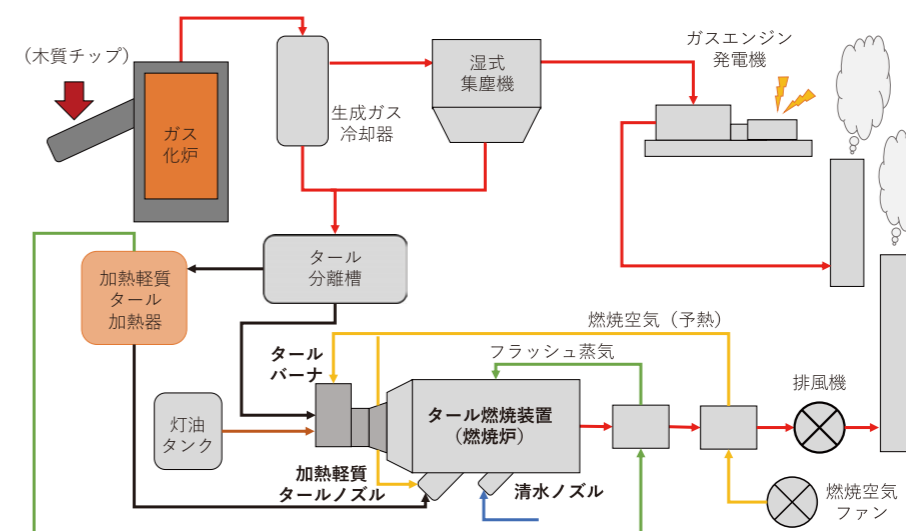 （木質チップ）
ガス
化炉
生成ガス
冷却器
湿式
集塵機
ガスエンジン
発電機
タール
分離槽
加熱軽質
タール
加熱器
燃焼空気（予熱）
フラッシュ蒸気
タール
バーナ
排風機
灯油
タンク
タール燃焼装置
（燃焼炉）
加熱軽質
タールノズル
清水ノズル
燃焼空気
ファン